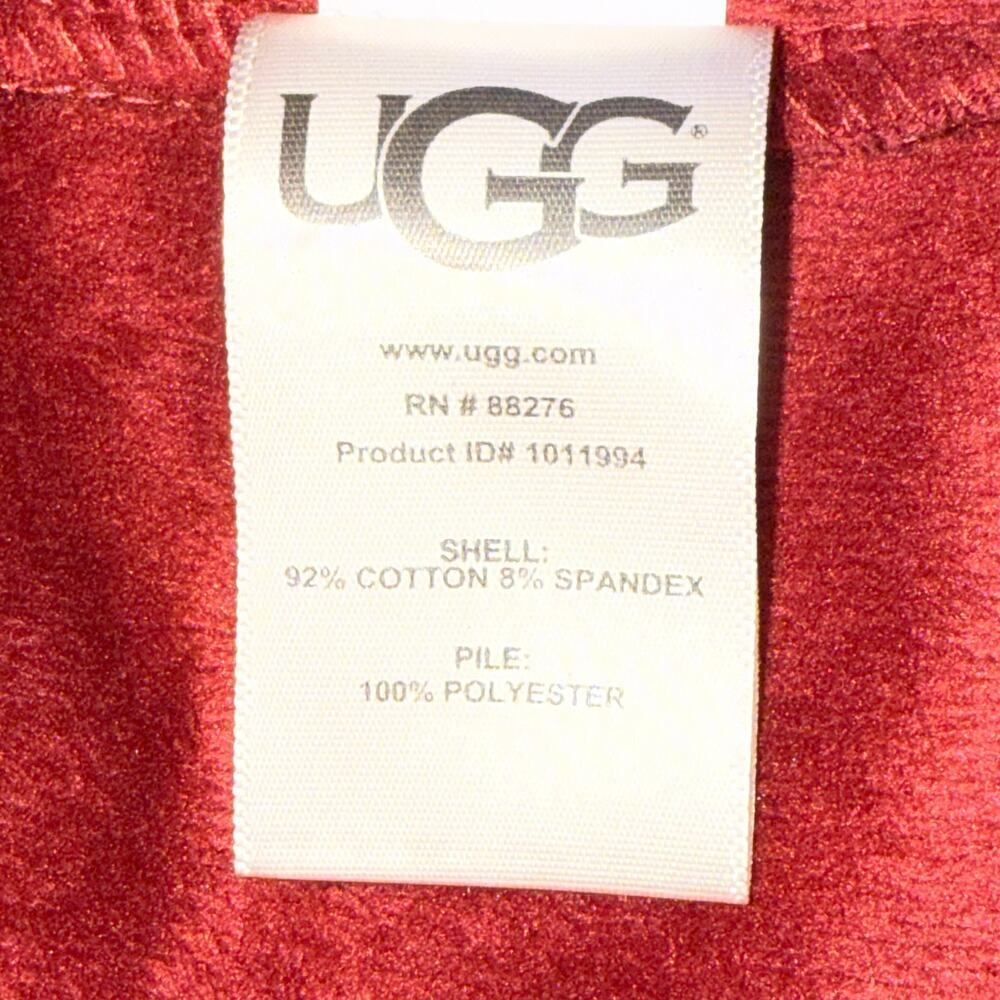 UGG®
www.ugg.com
RN # 88276
Product ID# 1011994
SHELL:
92% COTTON 8% SPANDEX
PILE:
100% POLYESTER